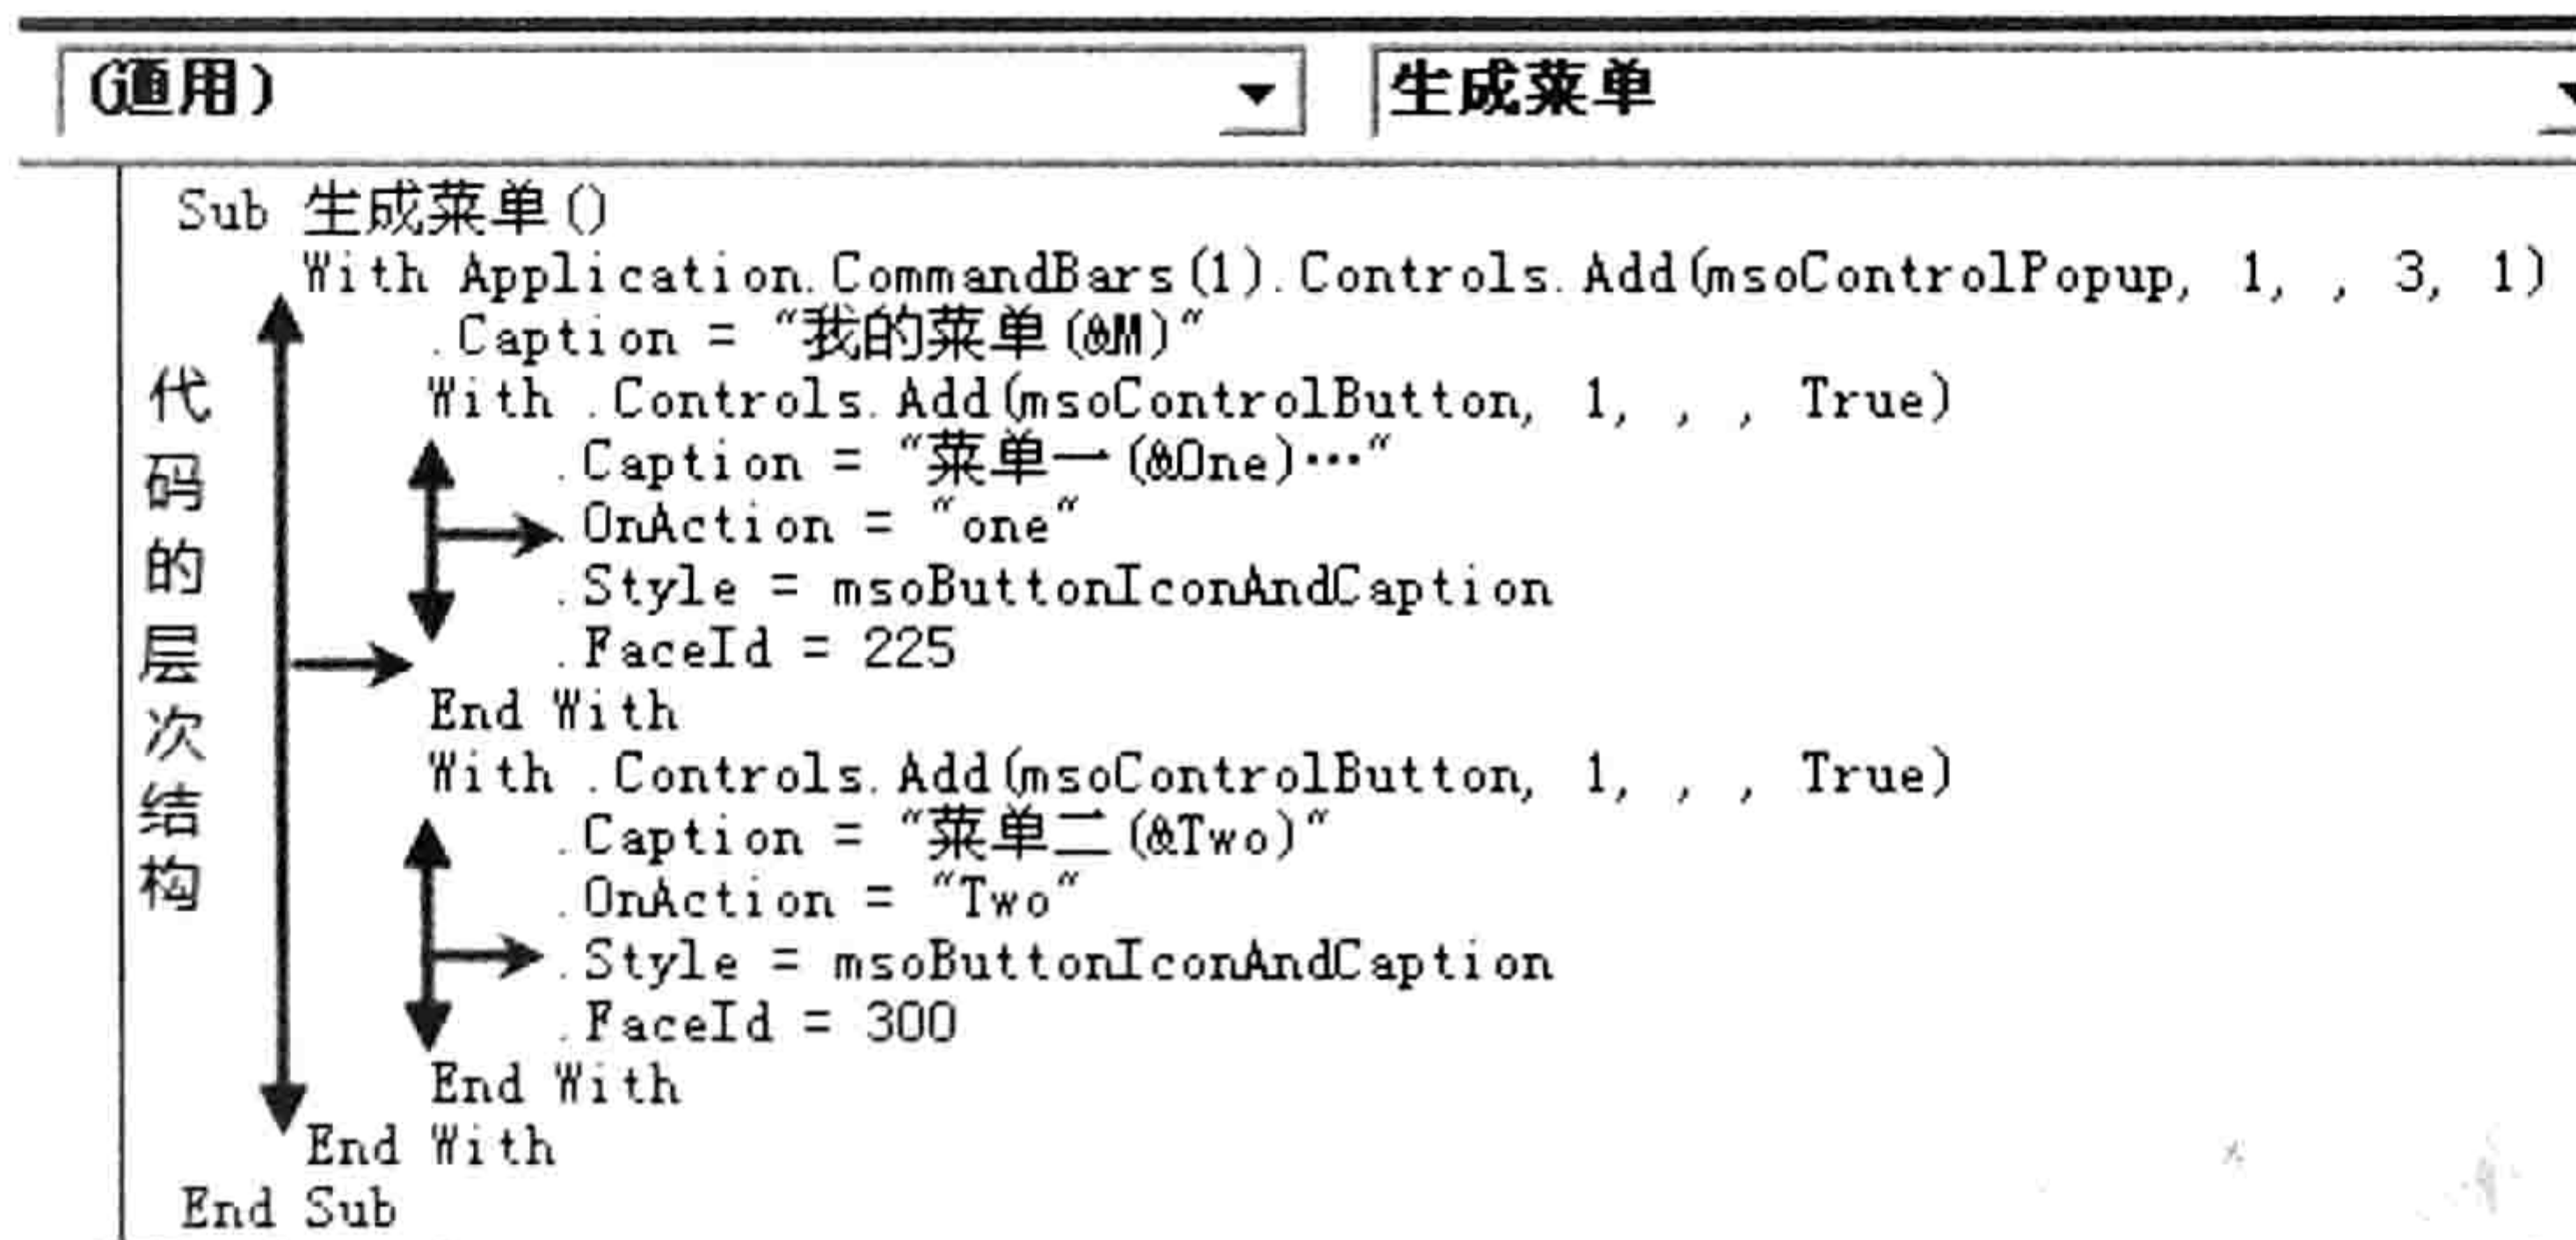 (通用)
生成菜单
Sub 生成菜单()
With Application.CommandBars(1).Controls.Add(msoControlPopup, 1, , 3, 1)
.Caption = "我的菜单(&M)"
With .Controls.Add(msoControlButton, 1, , , True)
.Caption = "菜单一(&One)…"
.OnAction = "one"
.Style = msoButtonIconAndCaption
.FaceId = 225
End With
With .Controls.Add(msoControlButton, 1, , , True)
.Caption = "菜单二(&Two)"
.OnAction = "Two"
.Style = msoButtonIconAndCaption
.FaceId = 300
End With
End With
End Sub
代码的层次结构